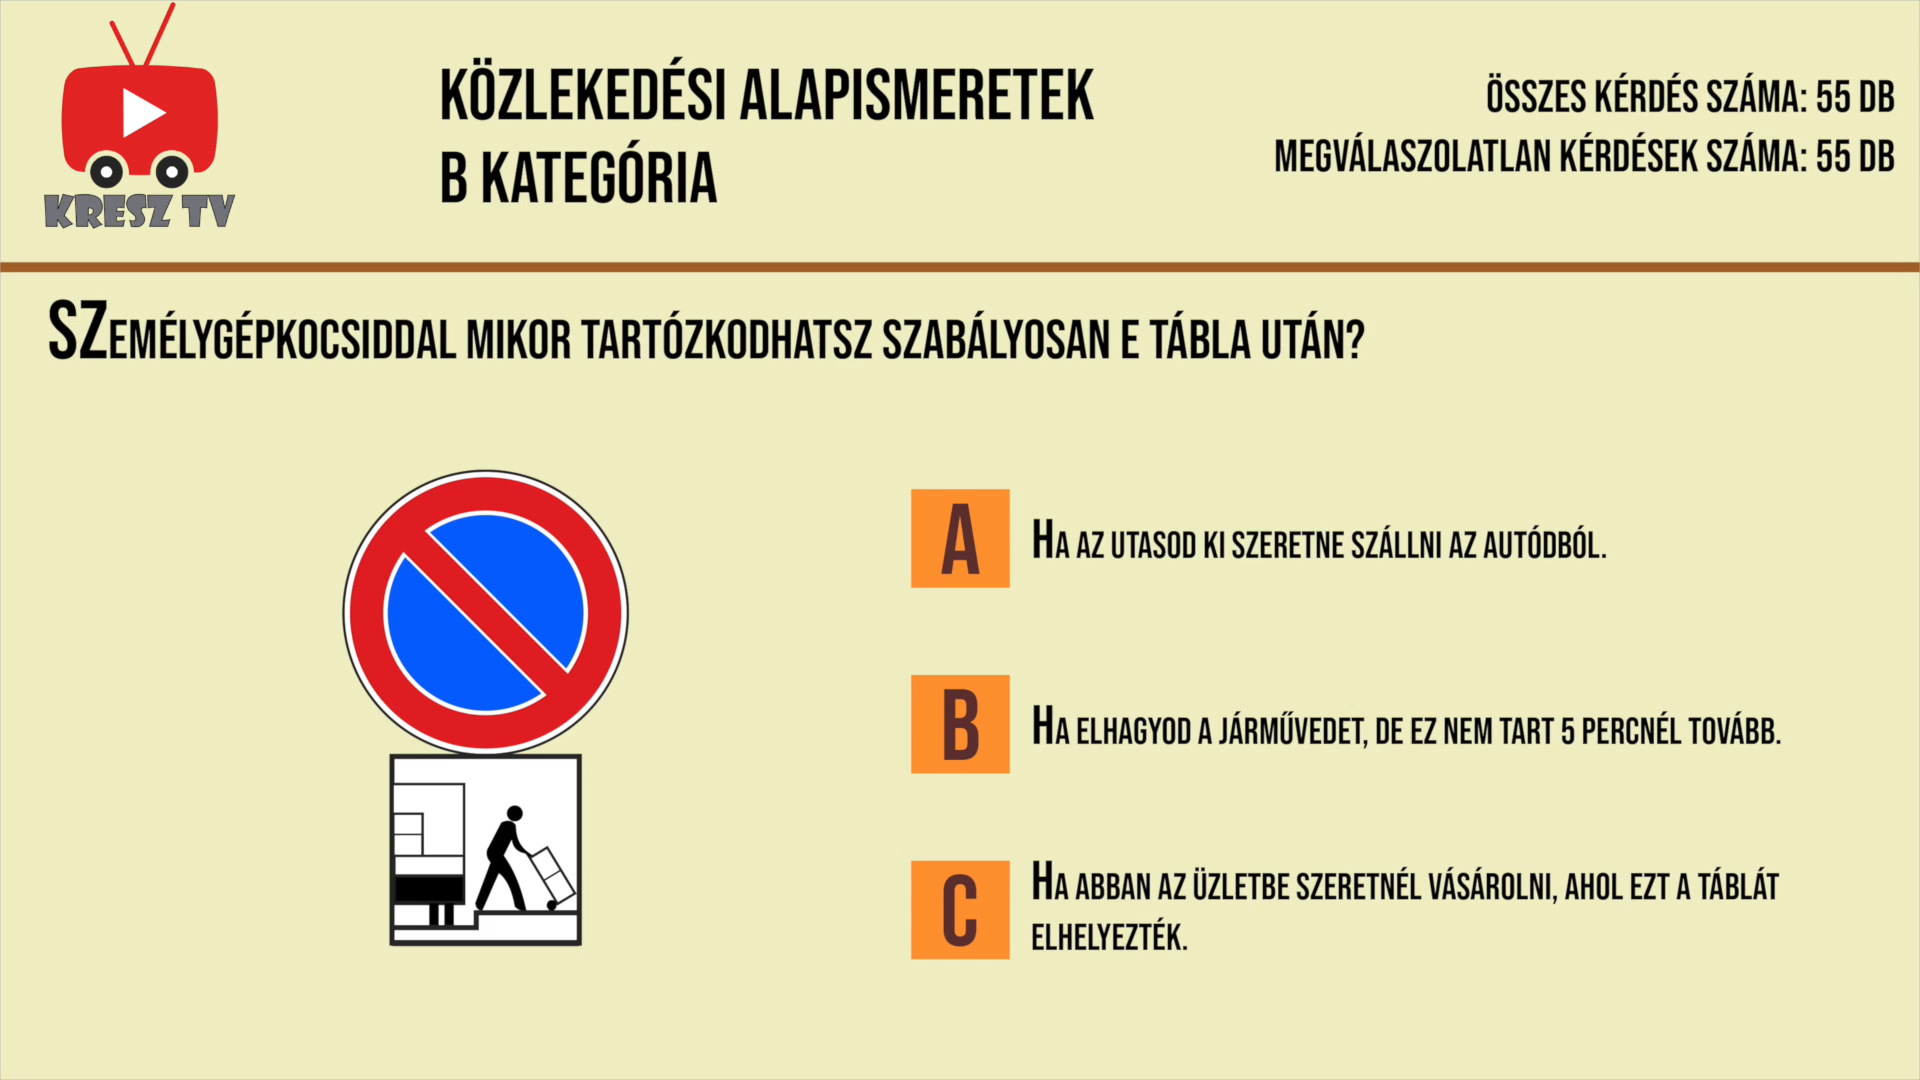 KRESZ TV
KÖZLEKEDÉSI ALAPISMERETEK
B KATEGÓRIA
ÖSSZES KÉRDÉS SZÁMA: 55 DB
MEGVÁLASZOLATLAN KÉRDÉSEK SZÁMA: 55 DB
SZEMÉLYGÉPKOCSIDDAL MIKOR TARTÓZKODHATSZ SZABÁLYOSAN E TÁBLA UTÁN?
A HA AZ UTASOD KI SZERETNE SZÁLLNI AZ AUTÓDBÓL.
B HA ELHAGYOD A JÁRMŰVEDET, DE EZ NEM TART 5 PERCNÉL TOVÁBB.
C HA ABBAN AZ ÜZLETBE SZERETNÉL VÁSÁROLNI, AHOL EZT A TÁBLÁT
ELHELYEZTÉK.